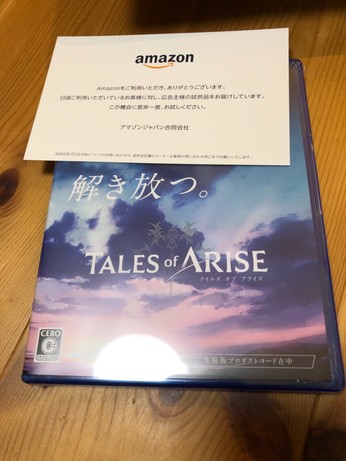 amazon
Amazonをご利用いただき、ありがとうございます。
日頃ご利用いただいているお客様に対し、広告主様の試供品をお届けしています。
この機会に是非一度、お試しください。
アマゾンジャパン合同会社
解き放つ。
TALES of ARISE
テイルズ オブ アライズ
CERO
C
プロダクトコード封入